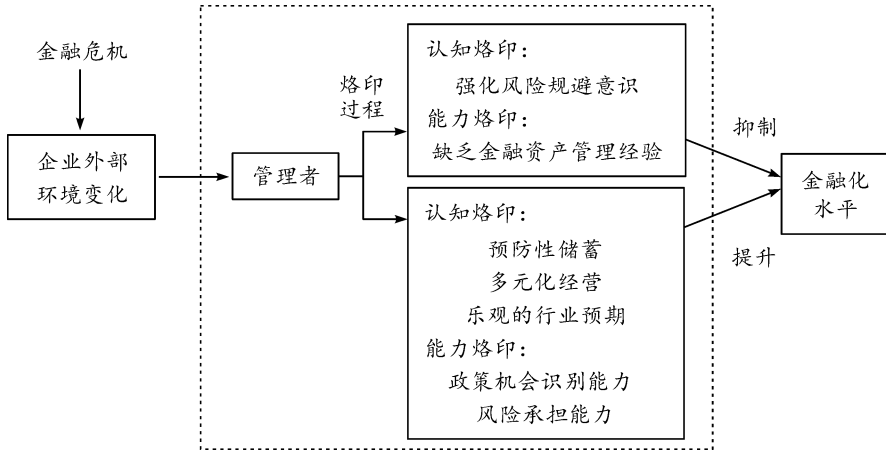 金融危机
企业外部
环境变化
管理者
烙印
过程
认知烙印：
强化风险规避意识
能力烙印：
缺乏金融资产管理经验
认知烙印：
预防性储蓄
多元化经营
乐观的行业预期
能力烙印：
政策机会识别能力
风险承担能力
抑制
提升
金融化
水平